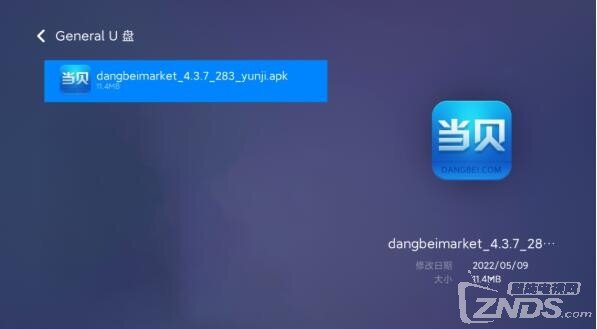 General U 盘
当贝
dangbeimarket_4.3.7_283_yunji.apk
11.4MB
当贝
DANGBEI.COM
dangbeimarket_4.3.7_28···
修改日期 2022/05/09
大小 11.4MB
智能电视网
ZNDS.com